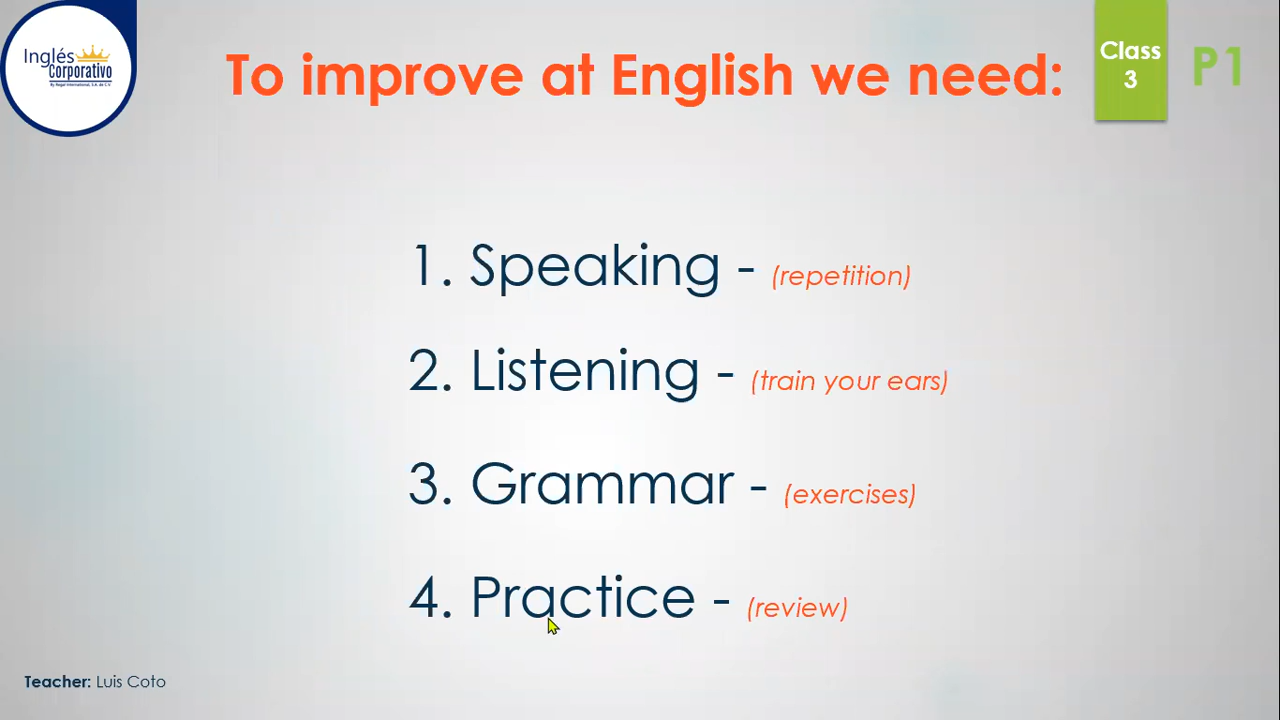 Inglés
Corporativo
By Regal International, S.A. de C.V.
To improve at English we need:
Class
3
P1
1. Speaking - (repetition)
2. Listening - (train your ears)
3. Grammar - (exercises)
4. Practice - (review)
Teacher: Luis Coto